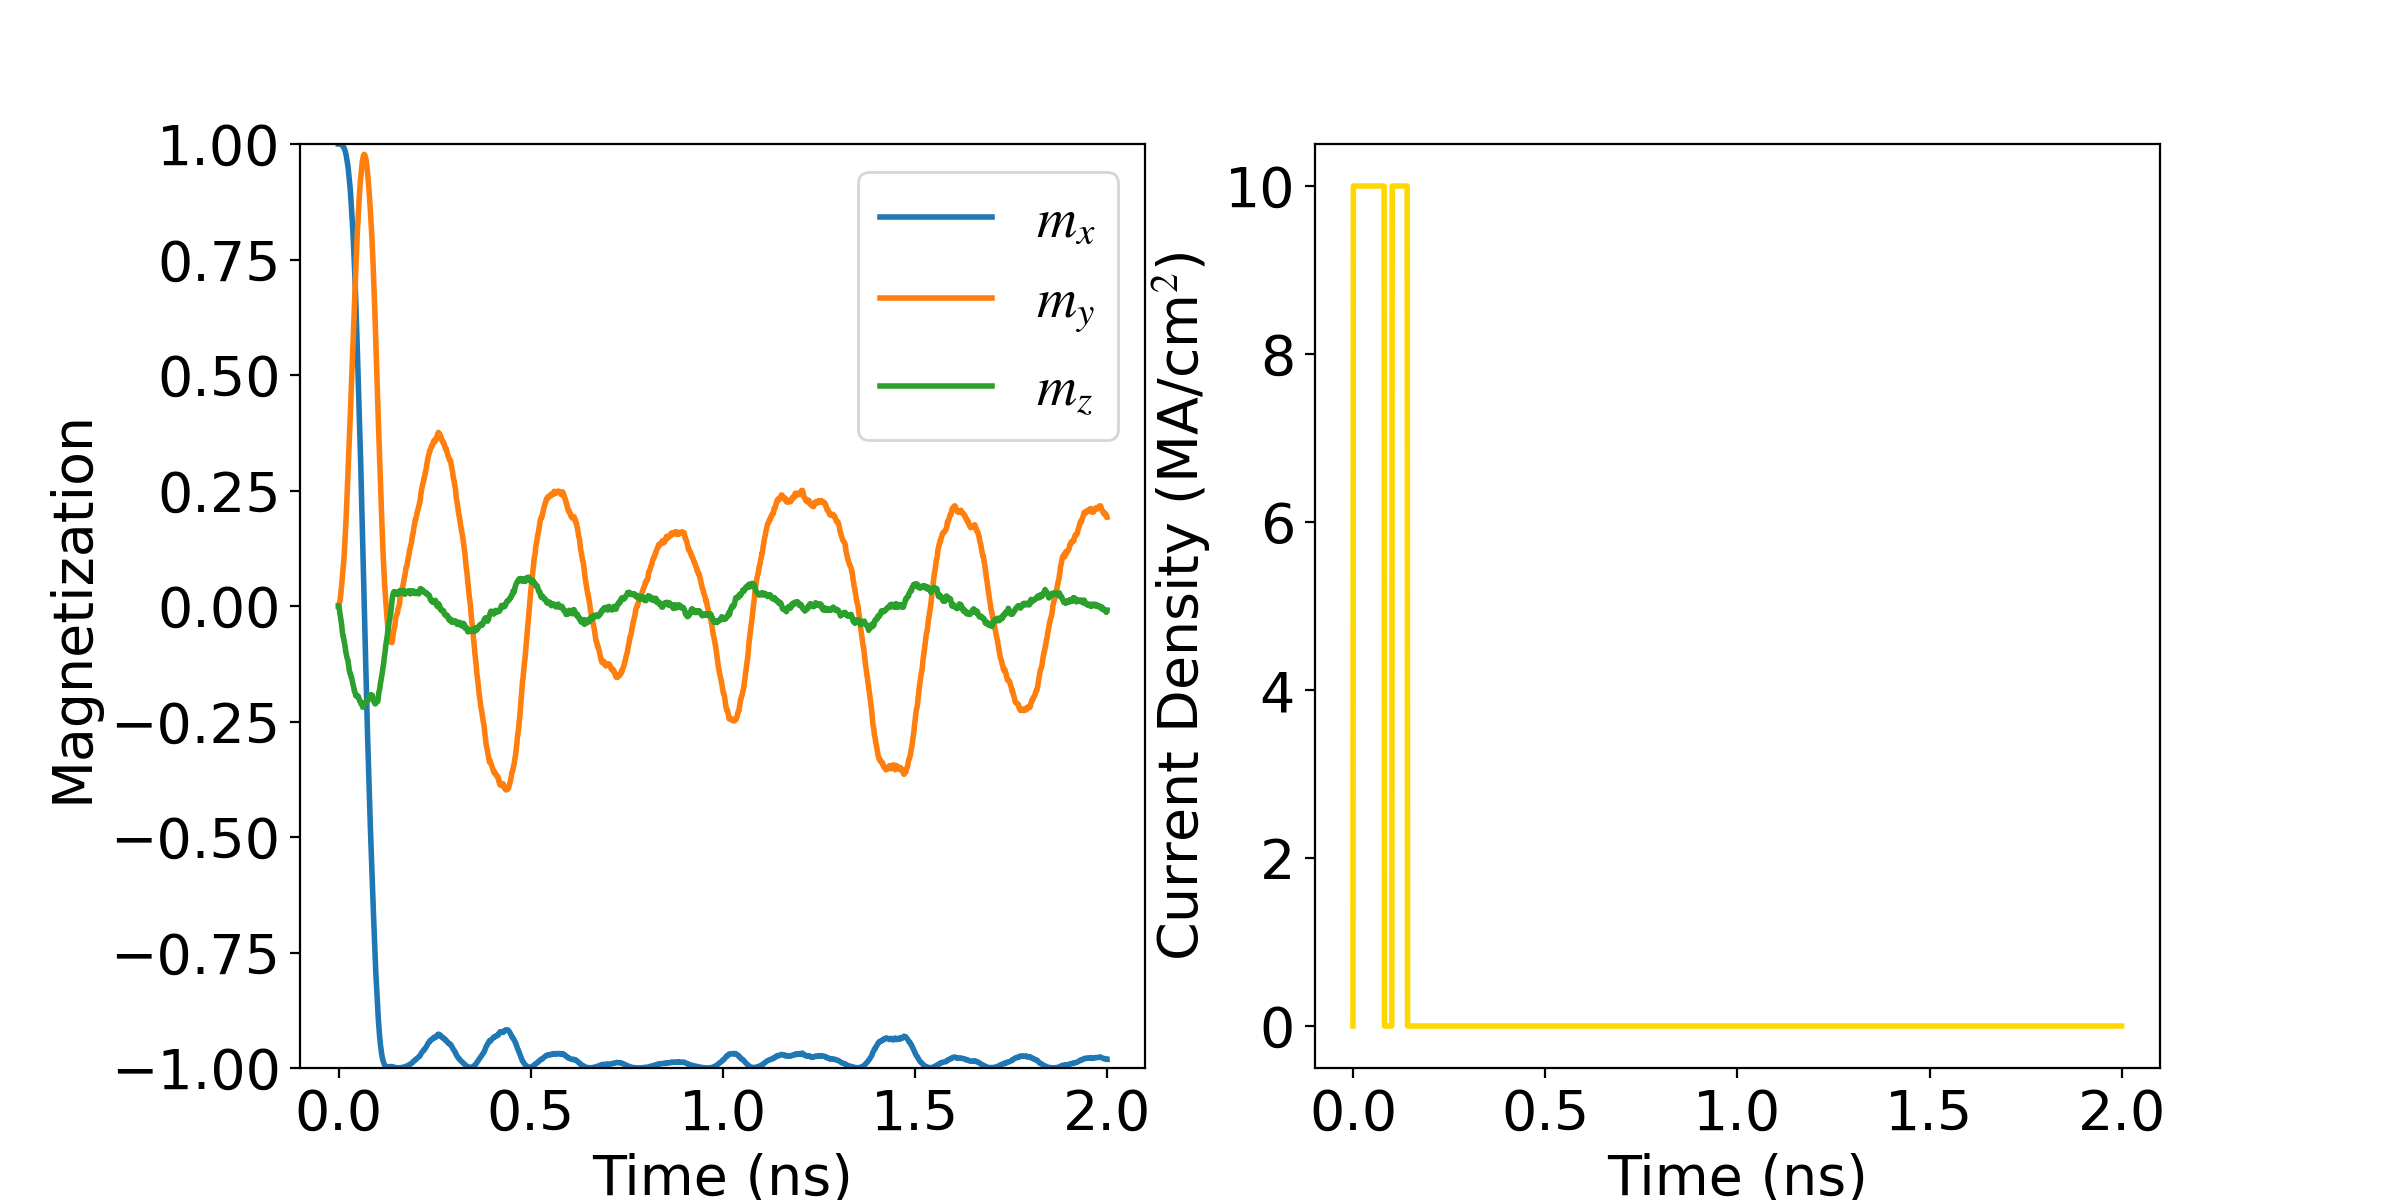 Magnetization
1.00
0.75
0.50
0.25
0.00
−0.25
−0.50
−0.75
−1.00
0.0 0.5 1.0 1.5 2.0
Time (ns)
m_x
m_y
m_z
Current Density (MA/cm²)
10
8
6
4
2
0
0.0 0.5 1.0 1.5 2.0
Time (ns)